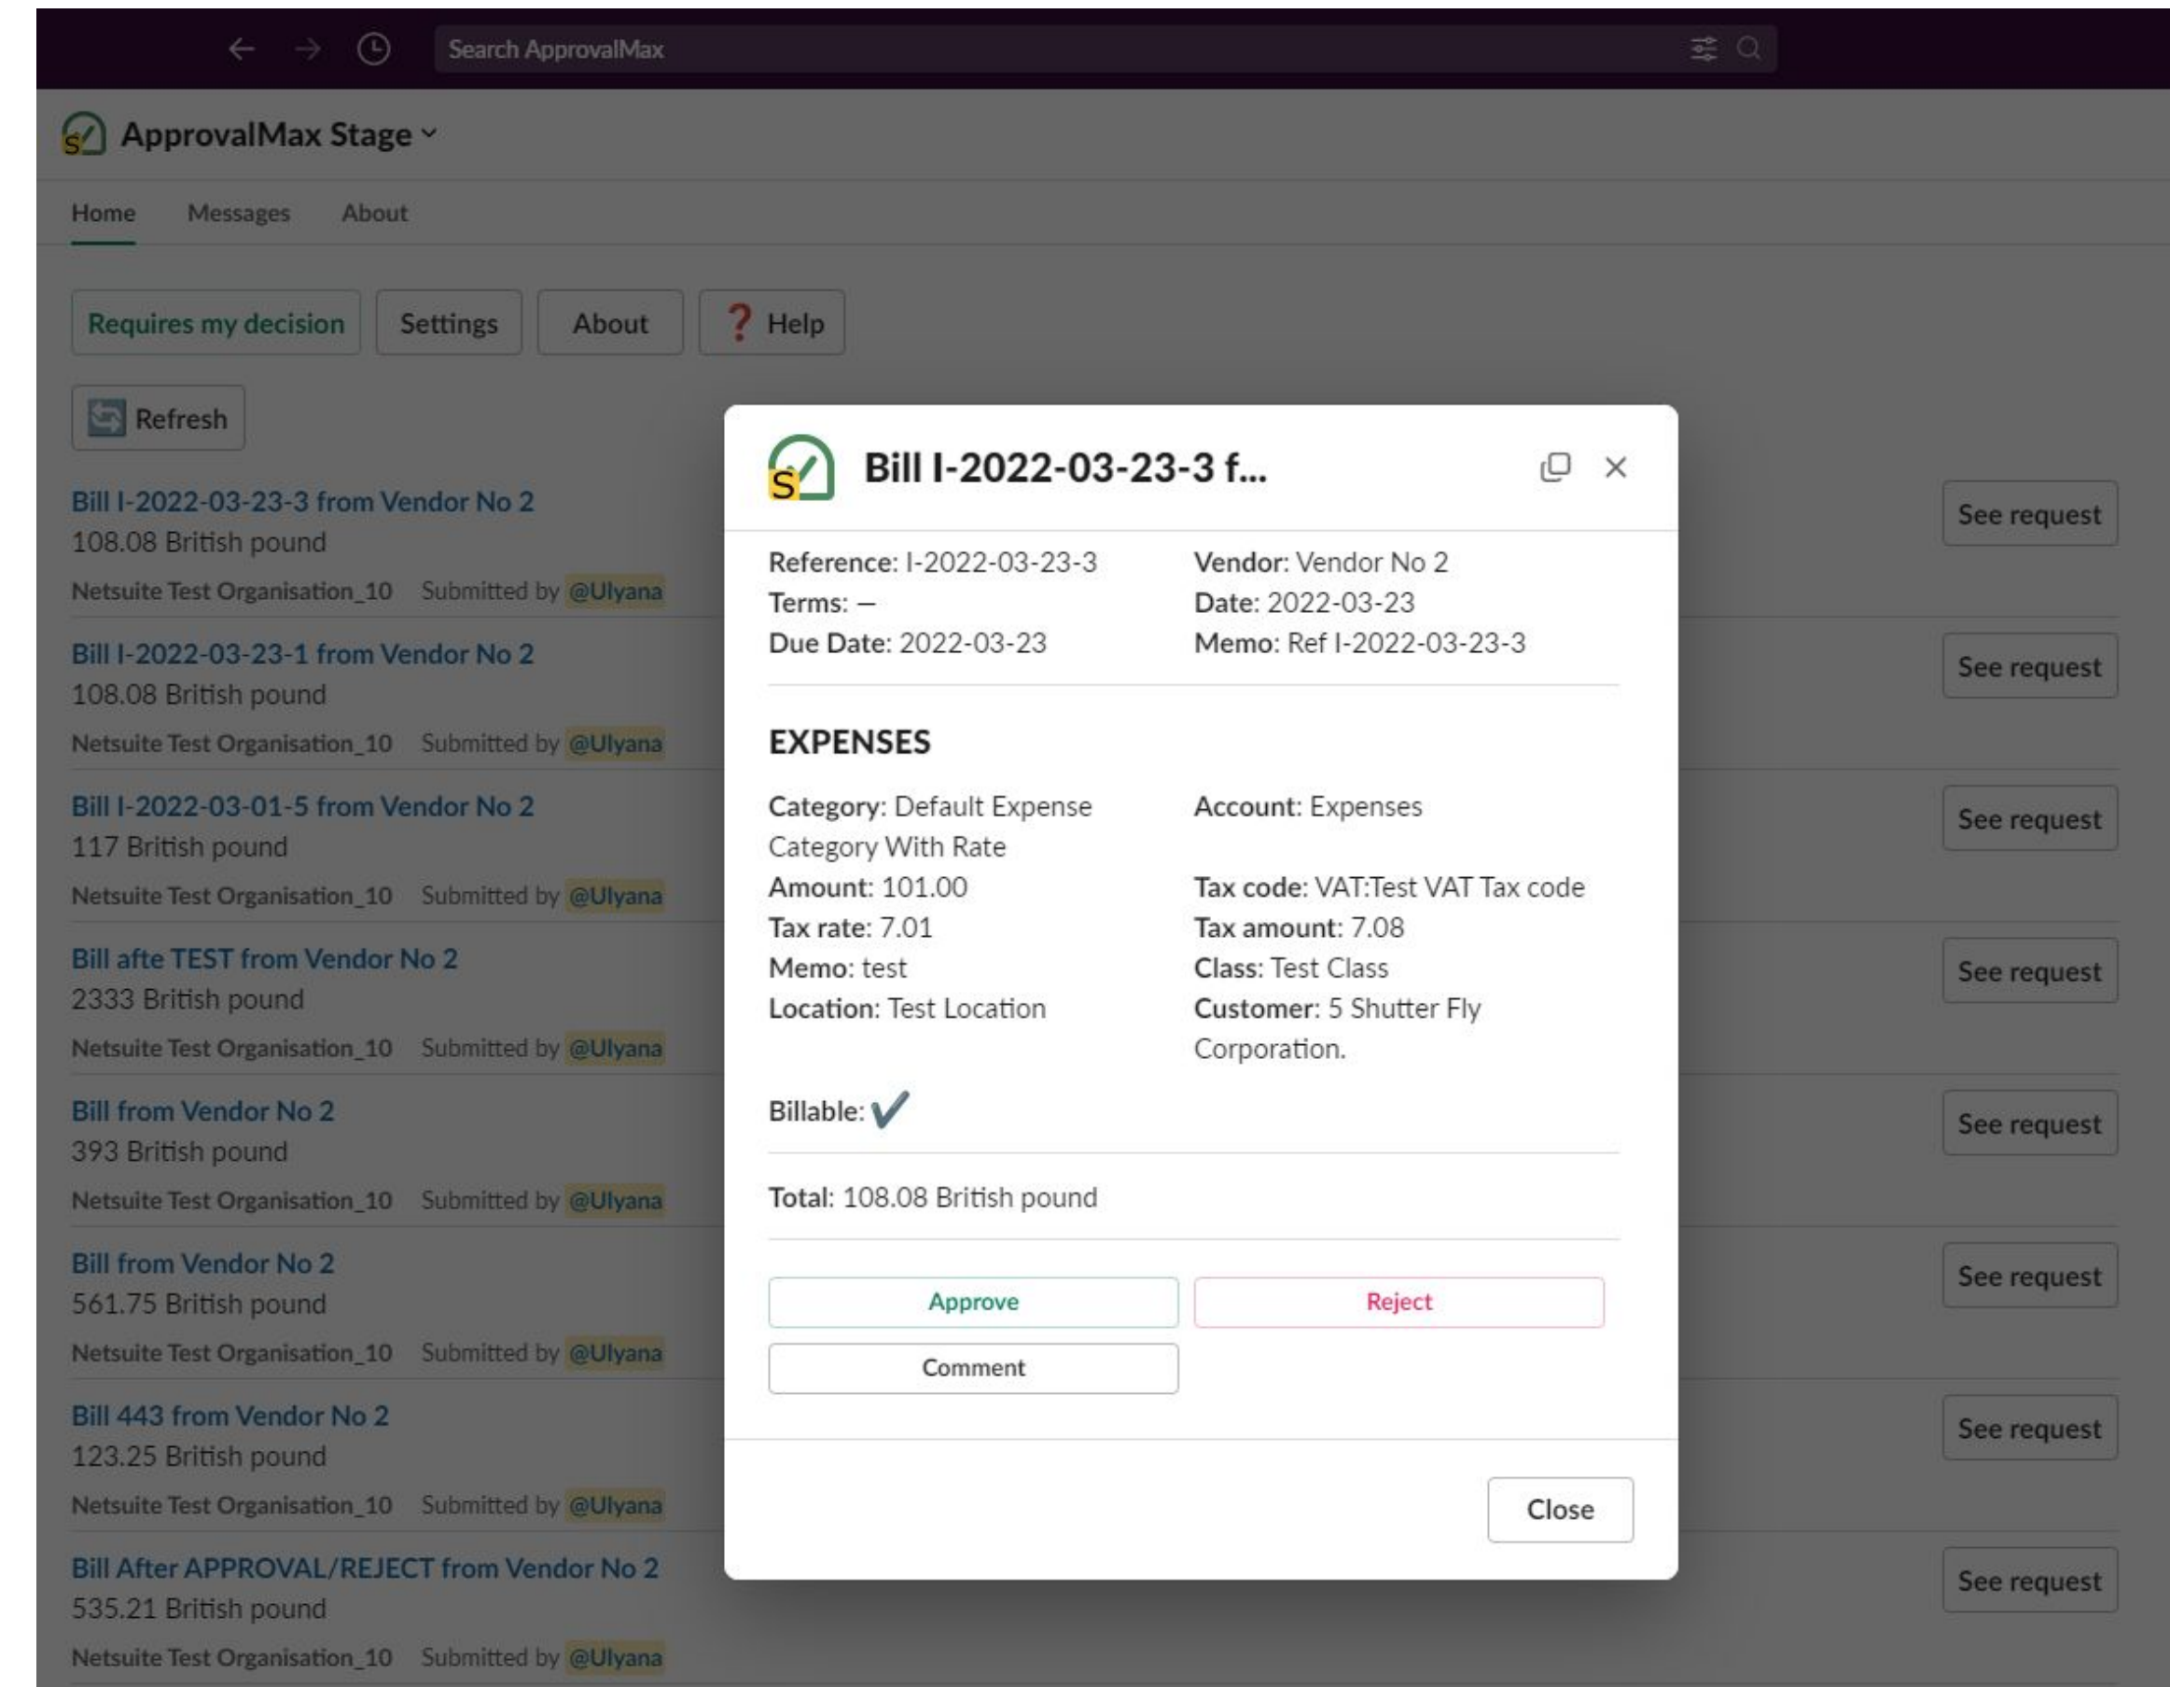 Search ApprovalMax
S
ApprovalMax Stage
Home Messages About
Requires my decision Settings About ❓ Help
Refresh
Bill I-2022-03-23-3 from Vendor No 2
108.08 British pound
Netsuite Test Organisation_10 Submitted by @Ulyana
See request
Bill I-2022-03-23-1 from Vendor No 2
108.08 British pound
Netsuite Test Organisation_10 Submitted by @Ulyana
See request
Bill I-2022-03-01-5 from Vendor No 2
117 British pound
Netsuite Test Organisation_10 Submitted by @Ulyana
See request
Bill afte TEST from Vendor No 2
2333 British pound
Netsuite Test Organisation_10 Submitted by @Ulyana
See request
Bill from Vendor No 2
393 British pound
Netsuite Test Organisation_10 Submitted by @Ulyana
See request
Bill from Vendor No 2
561.75 British pound
Netsuite Test Organisation_10 Submitted by @Ulyana
See request
Bill 443 from Vendor No 2
123.25 British pound
Netsuite Test Organisation_10 Submitted by @Ulyana
See request
Bill After APPROVAL/REJECT from Vendor No 2
535.21 British pound
Netsuite Test Organisation_10 Submitted by @Ulyana
See request
S
Bill I-2022-03-23-3 f...
Reference: I-2022-03-23-3 Vendor: Vendor No 2
Terms: — Date: 2022-03-23
Due Date: 2022-03-23 Memo: Ref I-2022-03-23-3
EXPENSES
Category: Default Expense Account: Expenses
Category With Rate
Amount: 101.00 Tax code: VAT:Test VAT Tax code
Tax rate: 7.01 Tax amount: 7.08
Memo: test Class: Test Class
Location: Test Location Customer: 5 Shutter Fly
Corporation.
Billable: ✔
Total: 108.08 British pound
Approve Reject
Comment
Close